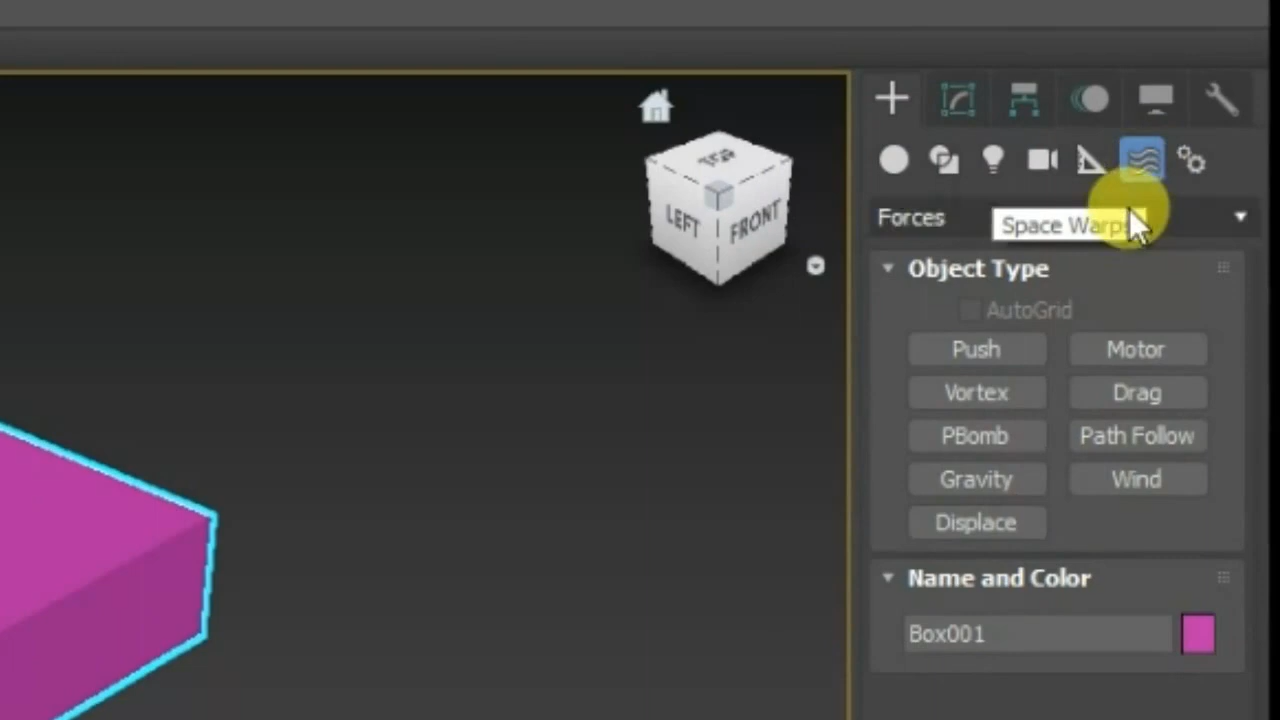 TOP
LEFT
FRONT
Forces
Space Warps
Object Type
AutoGrid
Push
Motor
Vortex
Drag
PBomb
Path Follow
Gravity
Wind
Displace
Name and Color
Box001